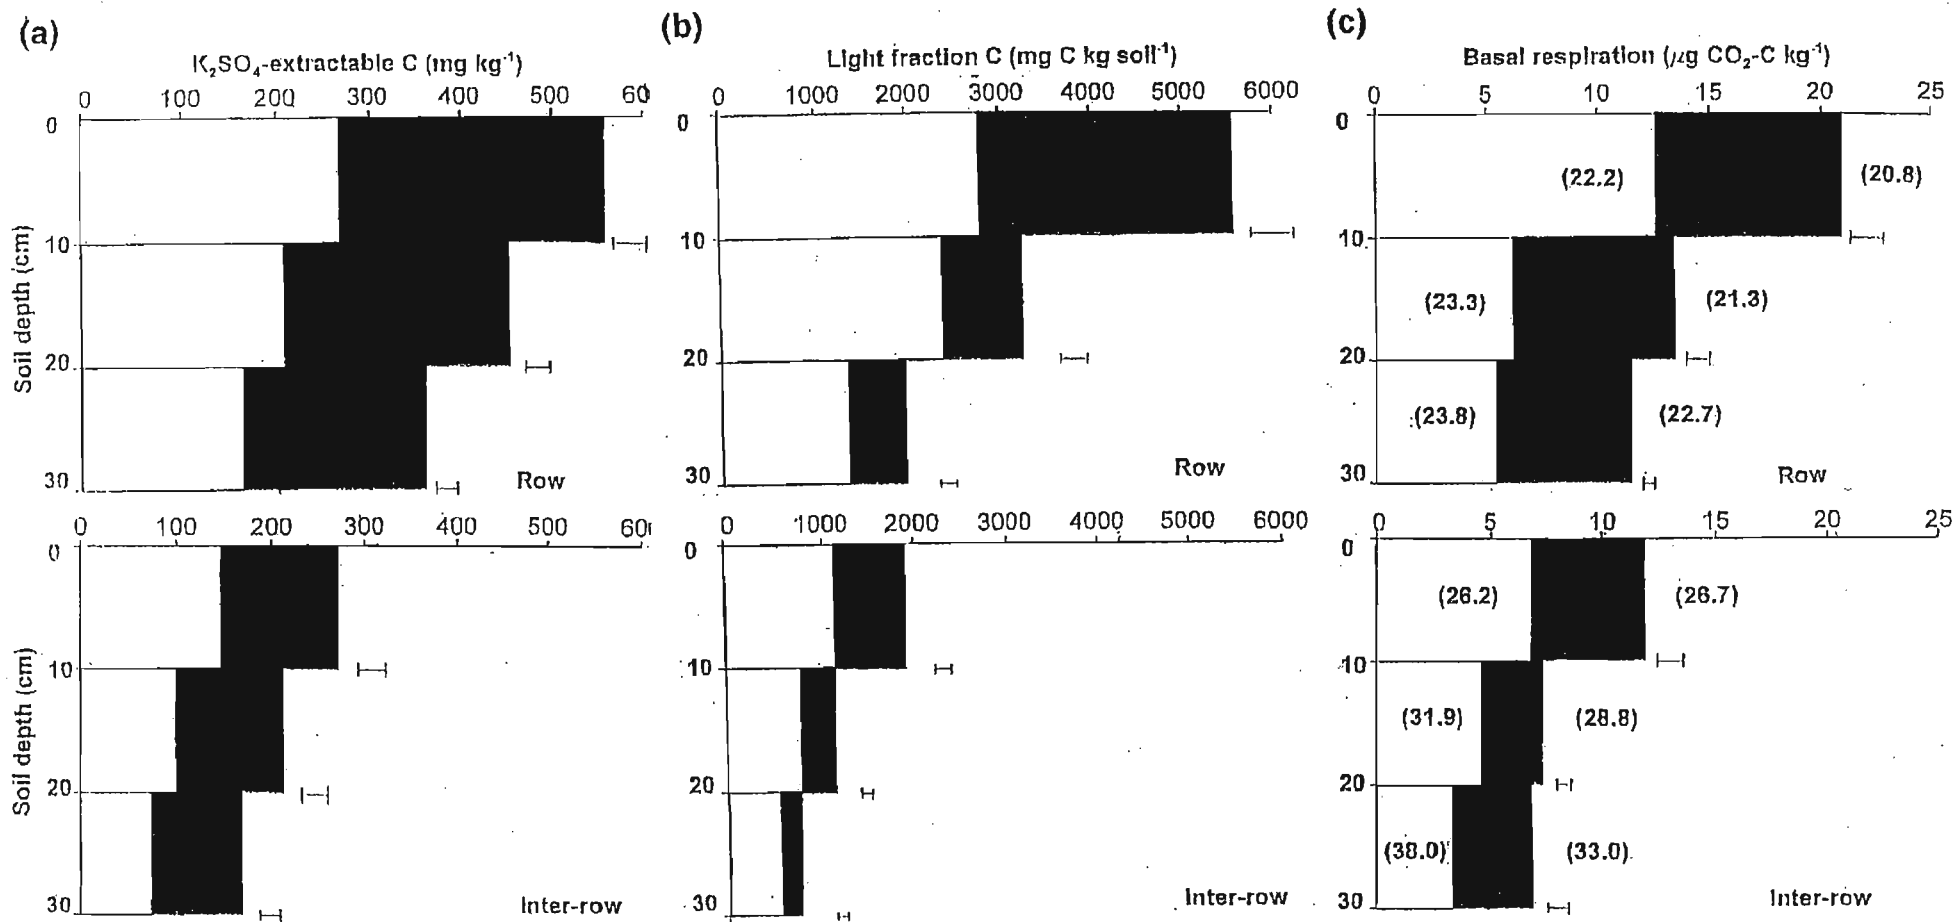 (a)
K₂SO₄-extractable C (mg kg⁻¹)
0 100 200 300 400 500 60
0
10
20
30
Soil depth (cm)
Row
0 100 200 300 400 500 60
0
10
20
30
Soil depth (cm)
Inter-row
(b)
Light fraction C (mg C kg soil⁻¹)
0 1000 2000 3000 4000 5000 6000
0
10
20
30
Row
0 1000 2000 3000 4000 5000 6000
0
10
20
30
Inter-row
(c)
Basal respiration (μg CO₂-C kg⁻¹)
0 5 10 15 20 25
0
(22.2) (20.8)
10
(23.3) (21.3)
20
(23.8) (22.7)
30
Row
0 5 10 15 20 25
0
(26.2) (26.7)
10
(31.9) (28.8)
20
(38.0) (33.0)
30
Inter-row